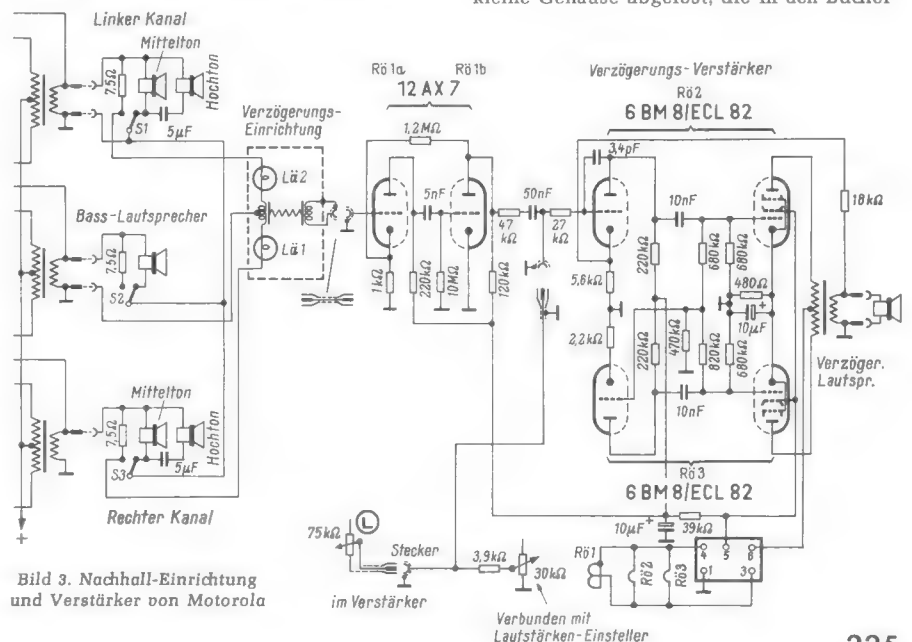 kleine Gehäuse abgelöst, die in den Bücher-
Linker Kanal
Mittelton
Hochton
7,5Ω
S1
5µF
Verzögerungs-
Einrichtung
Lä2
Lä1
Bass-Lautsprecher
7,5Ω
S2
Mittelton
Hochton
7,5Ω
S3
5µF
Rechter Kanal
+
Rö1a
Rö1b
12 AX 7
1,2MΩ
5nF
50nF
1kΩ
220kΩ
10MΩ
47
kΩ
120kΩ
27
kΩ
Verzögerungs-Verstärker
Rö2
6 BM 8/ECL 82
3,4pF
10nF
18kΩ
220kΩ
680kΩ
680kΩ
5,6kΩ
480Ω
+
10µF
2,2kΩ
220kΩ
470kΩ
820kΩ
680kΩ
10nF
Verzöger.
Lautspr.
Rö3
6 BM 8/ECL 82
10µF
+
39kΩ
Rö1
Rö2
Rö3
4
5
6
1
3
75kΩ
L
Stecker
3,9kΩ
30kΩ
im Verstärker
Verbunden mit
Lautstärken-Einsteller
Bild 3. Nachhall-Einrichtung
und Verstärker von Motorola